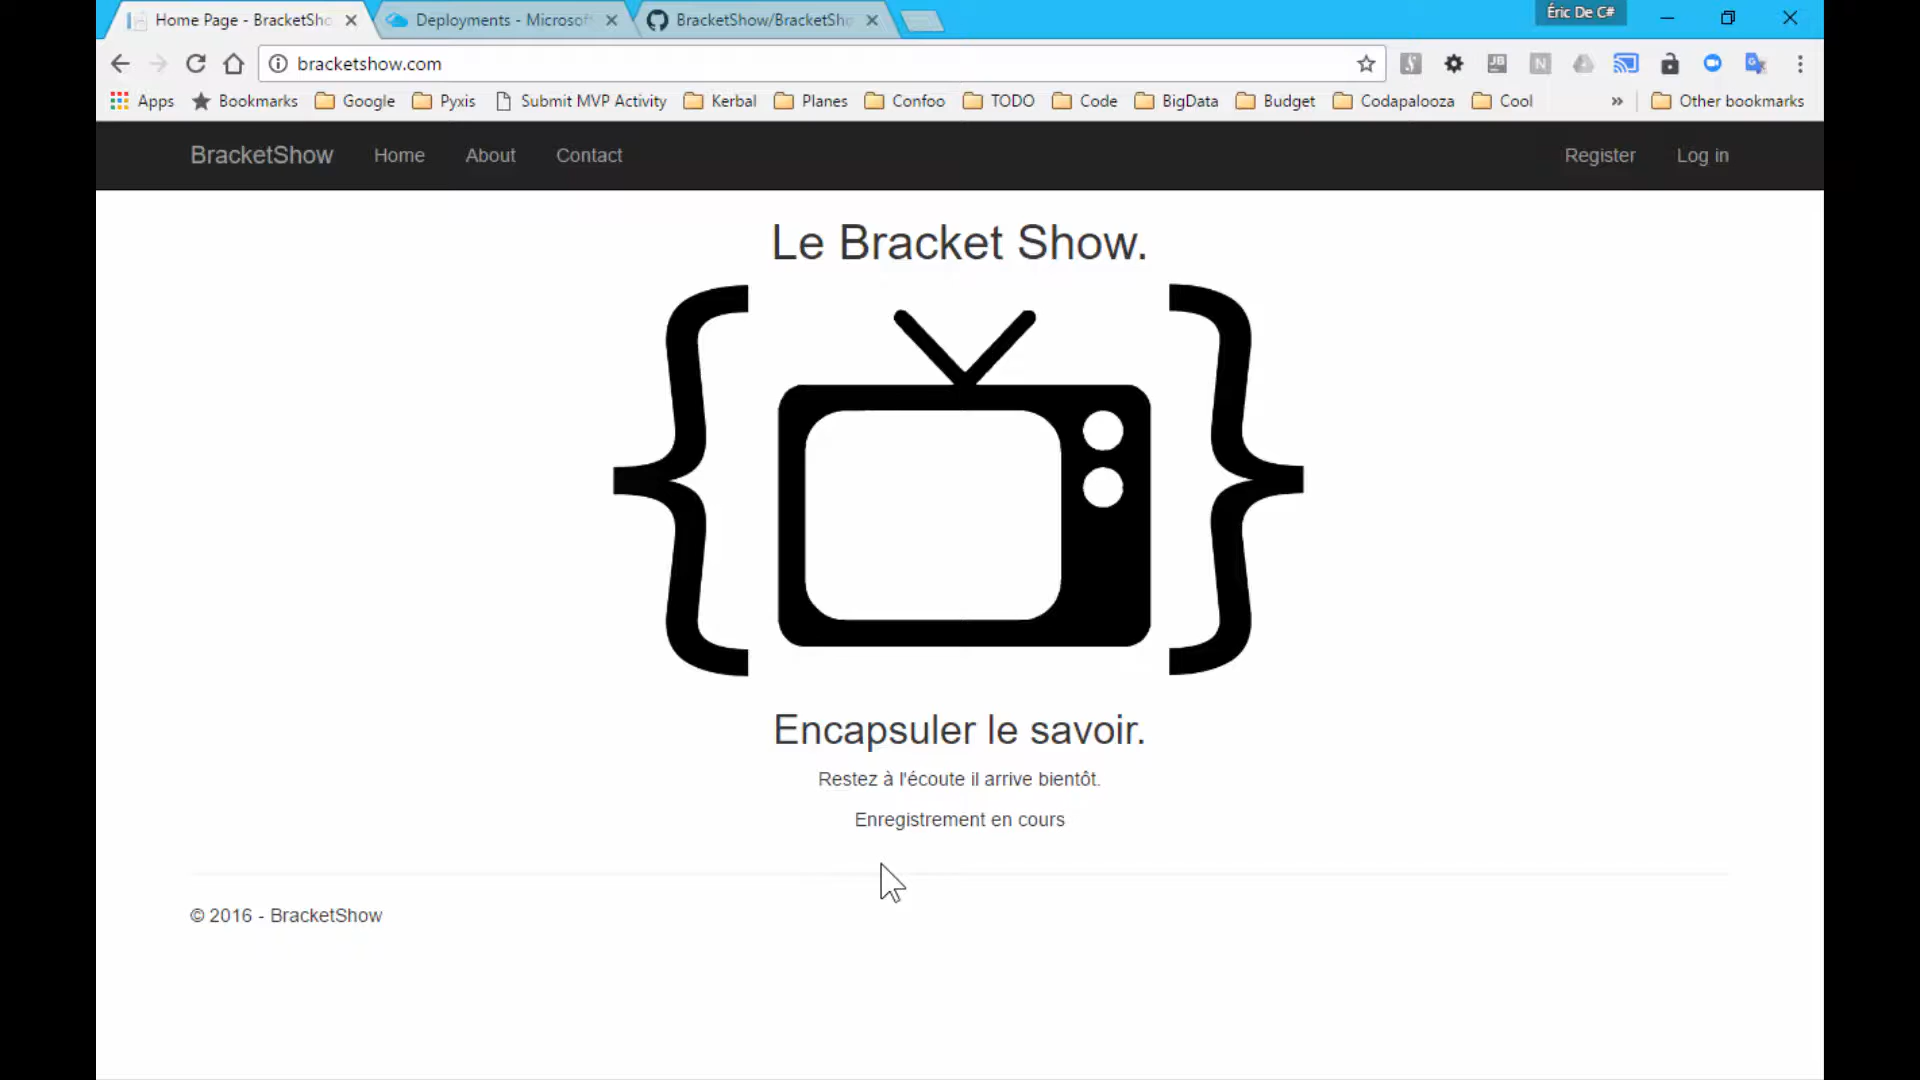 Home Page - BracketSho
Deployments - Microsof
BracketShow/BracketSho
Éric De C#
bracketshow.com
Apps Bookmarks Google Pyxis Submit MVP Activity Kerbal Planes Confoo TODO Code BigData Budget Codapalooza Cool » Other bookmarks
BracketShow Home About Contact Register Log in
Le Bracket Show.
Encapsuler le savoir.
Restez à l'écoute il arrive bientôt.
Enregistrement en cours
© 2016 - BracketShow